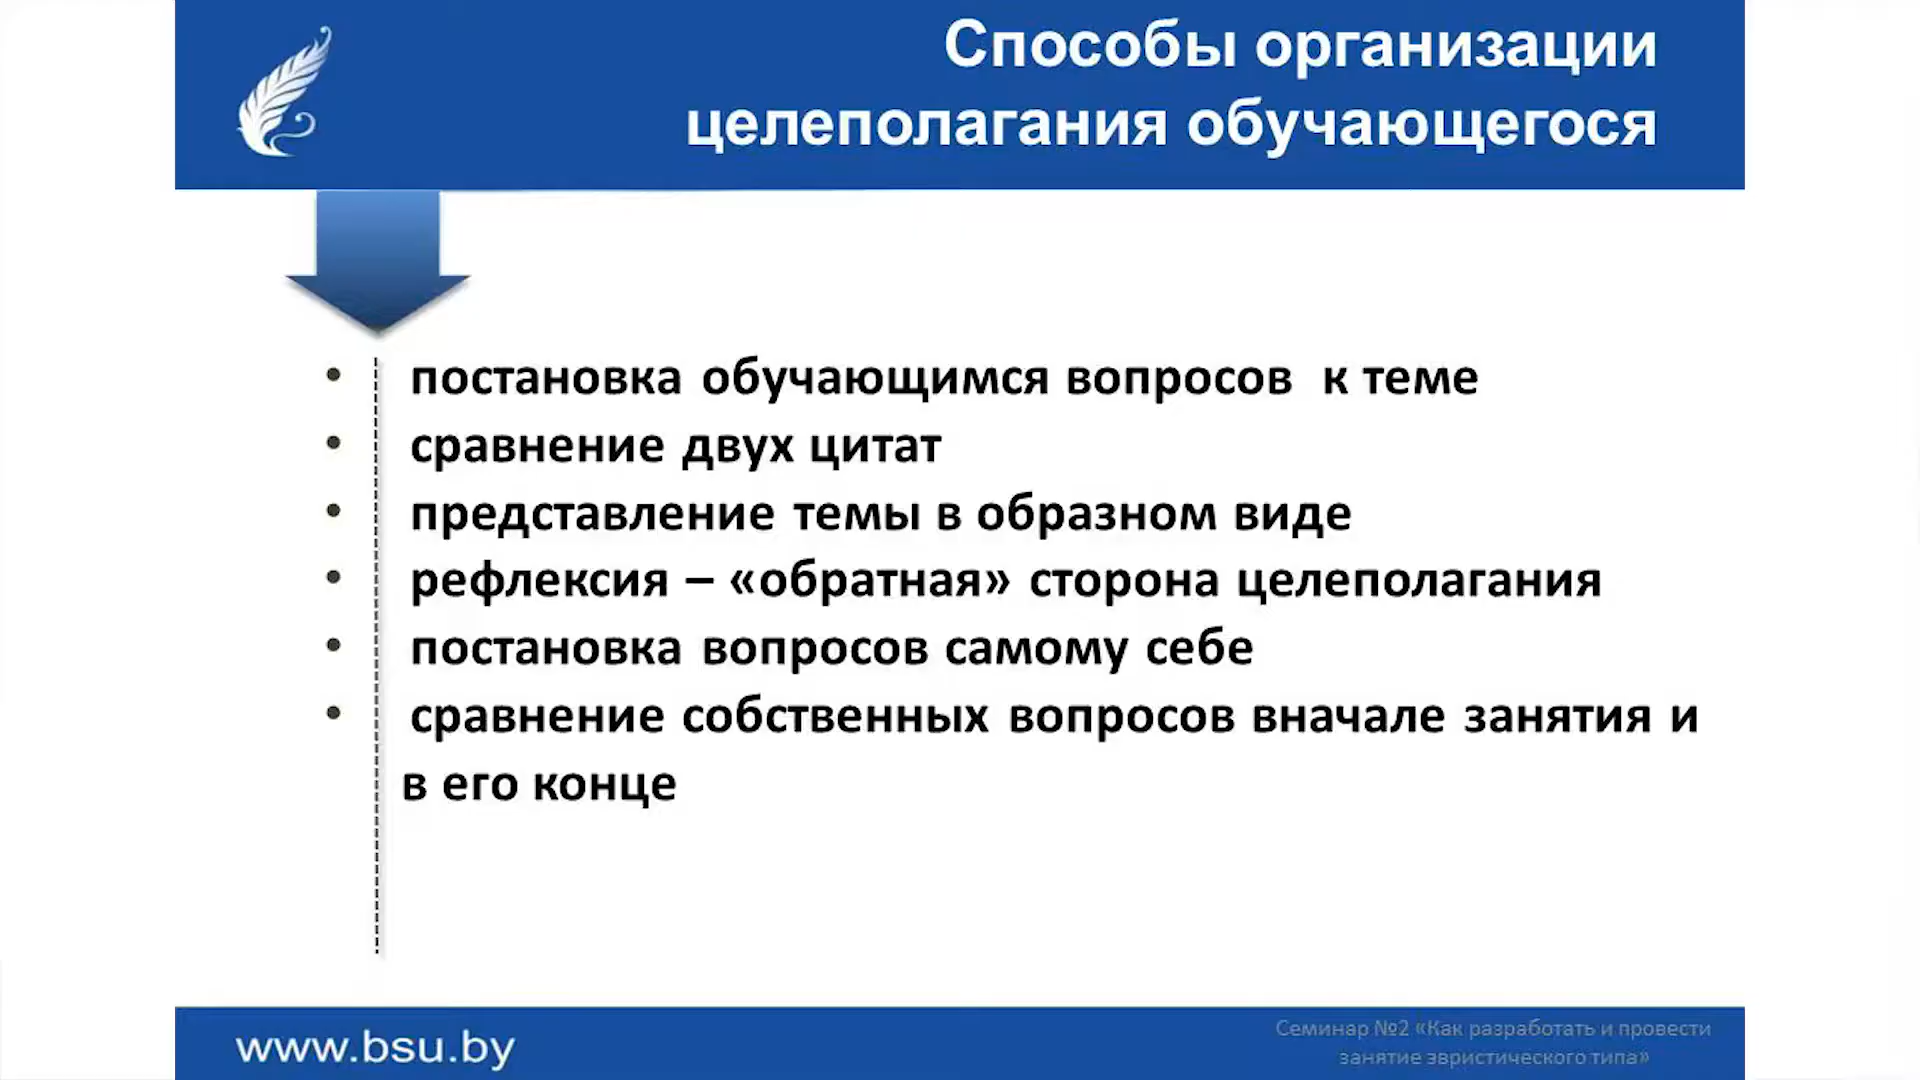 Способы организации
целеполагания обучающегося
• постановка обучающимся вопросов к теме
• сравнение двух цитат
• представление темы в образном виде
• рефлексия – «обратная» сторона целеполагания
• постановка вопросов самому себе
• сравнение собственных вопросов вначале занятия и
в его конце
www.bsu.by
Семинар №2 «Как разработать и провести
занятие эвристического типа»